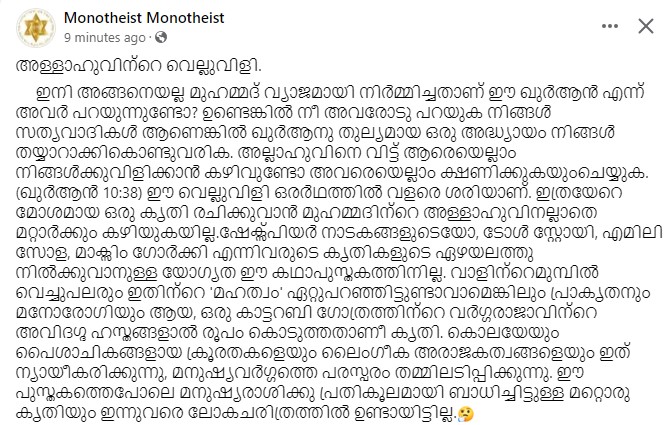 Monotheist Monotheist
9 minutes ago ·
അള്ളാഹുവിന്റെ വെല്ലുവിളി.
ഇനി അങ്ങനെയല്ല മുഹമ്മദ് വ്യാജമായി നിർമ്മിച്ചതാണ് ഈ ഖുർആൻ എന്ന്
അവർ പറയുന്നുണ്ടോ? ഉണ്ടെങ്കിൽ നീ അവരോടു പറയുക നിങ്ങൾ
സത്യവാദികൾ ആണെങ്കിൽ ഖുർആനു തുല്യമായ ഒരു അദ്ധ്യായം നിങ്ങൾ
തയ്യാറാക്കികൊണ്ടുവരിക. അല്ലാഹുവിനെ വിട്ട് ആരെയെല്ലാം
നിങ്ങൾക്കുവിളിക്കാൻ കഴിവുണ്ടോ അവരെയെല്ലാം ക്ഷണിക്കുകയുംചെയ്യുക.
(ഖുർആൻ 10:38) ഈ വെല്ലുവിളി ഒരർഥത്തിൽ വളരെ ശരിയാണ്. ഇത്രയേറേ
മോശമായ ഒരു കൃതി രചിക്കുവാൻ മുഹമ്മദിന്റെ അള്ളാഹുവിനല്ലാതെ
മറ്റാർക്കും കഴിയുകയില്ല.ഷേക്സ്പിയർ നാടകങ്ങളുടെയോ, ടോൾ സ്റ്റോയി, എമിലി
സോള, മാക്സിം ഗോർക്കി എന്നിവരുടെ കൃതികളുടെ ഏഴയലത്തു
നിൽക്കുവാനുള്ള യോഗ്യത ഈ കഥാപുസ്തകത്തിനില്ല. വാളിന്റെമുമ്പിൽ
വെച്ചുപലരും ഇതിന്റെ 'മഹത്വം' ഏറ്റുപറഞ്ഞിട്ടുണ്ടാവാമെങ്കിലും പ്രാകൃതനും
മനോരോഗിയും ആയ, ഒരു കാട്ടറബി ഗോത്രത്തിന്റെ വർഗ്ഗരാജാവിന്റെ
അവിദഗ്ദ ഹസ്തങ്ങളാൽ രൂപം കൊടുത്തതാണീ കൃതി. കൊലയേയും
പൈശാചികങ്ങളായ ക്രൂരതകളെയും ലൈംഗീക അരാജകത്വങ്ങളെയും ഇത്
ന്യായീകരിക്കുന്നു, മനുഷ്യവർഗ്ഗത്തെ പരസ്പരം തമ്മിലടിപ്പിക്കുന്നു. ഈ
പുസ്തകത്തെപോലെ മനുഷ്യരാശിക്കു പ്രതികൂലമായി ബാധിച്ചിട്ടുള്ള മറ്റൊരു
കൃതിയും ഇന്നുവരെ ലോകചരിത്രത്തിൽ ഉണ്ടായിട്ടില്ല.🤔